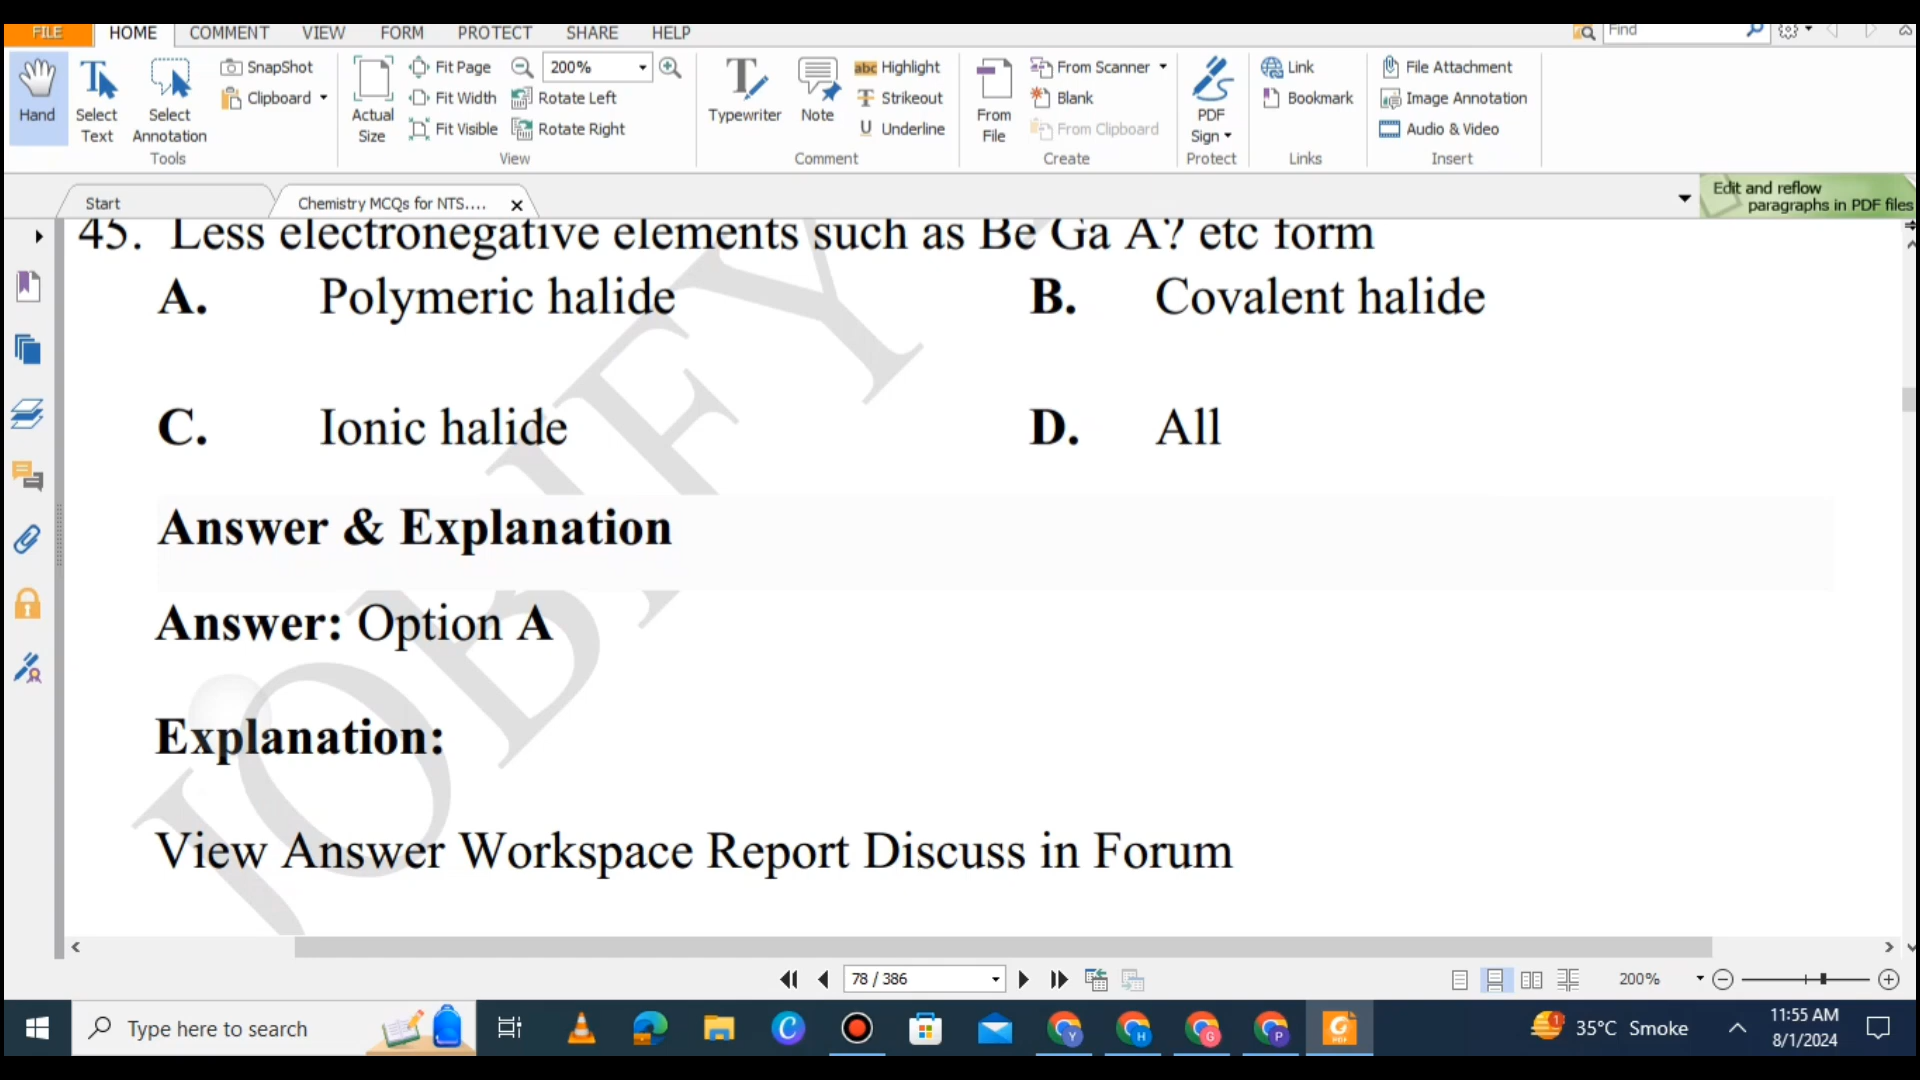 FILE HOME COMMENT VIEW FORM PROTECT SHARE HELP Find
Hand Select Text Select Annotation SnapShot Clipboard Tools
Actual Size Fit Page Fit Width Fit Visible 200% Rotate Left Rotate Right View
Typewriter Note abc Highlight Strikeout U Underline Comment
From File From Scanner Blank From Clipboard Create
PDF Sign Protect
Link Bookmark Links
File Attachment Image Annotation Audio & Video Insert
Start Chemistry MCQs for NTS.... Edit and reflow
paragraphs in PDF files
45. Less electronegative elements such as Be Ga A? etc form
A. Polymeric halide B. Covalent halide
C. Ionic halide D. All
Answer & Explanation
Answer: Option A
Explanation:
View Answer Workspace Report Discuss in Forum
JOBIFY
78 / 386 200%
Type here to search 35°C Smoke 11:55 AM
8/1/2024